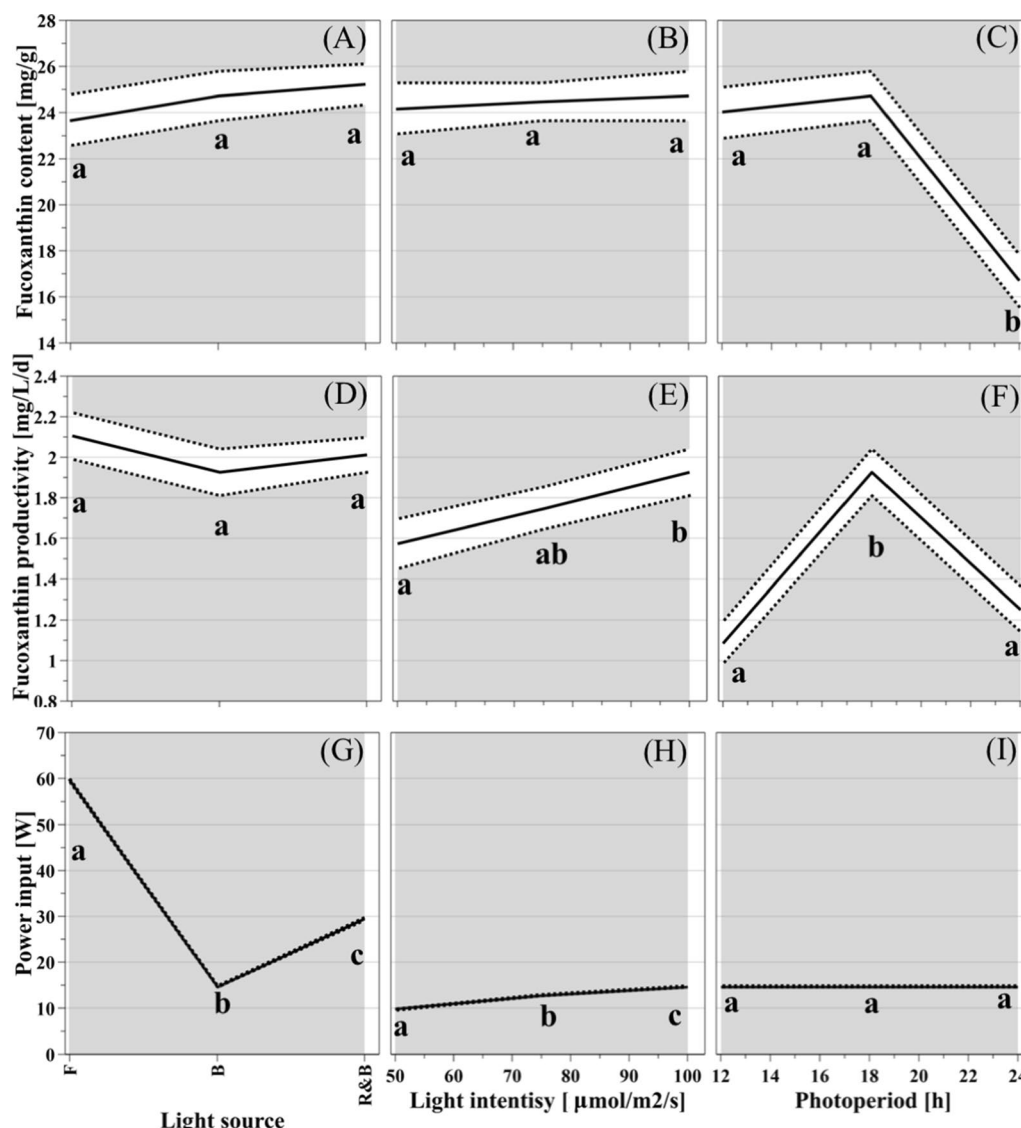 (A) (B) (C)
Fucoxanthin content [mg/g]
28
26
24
22
20
18
16
14
a a a
a a a
a a b
(D) (E) (F)
Fucoxanthin productivity [mg/L/d]
2.4
2.2
2
1.8
1.6
1.4
1.2
1
0.8
a a a
a ab b
a b a
(G) (H) (I)
Power input [W]
70
60
50
40
30
20
10
0
a b c
a b c
a a a
F B R&B
50 60 70 80 90 100
12 14 16 18 20 22 24
Light source
Light intentisy [ µmol/m2/s]
Photoperiod [h]